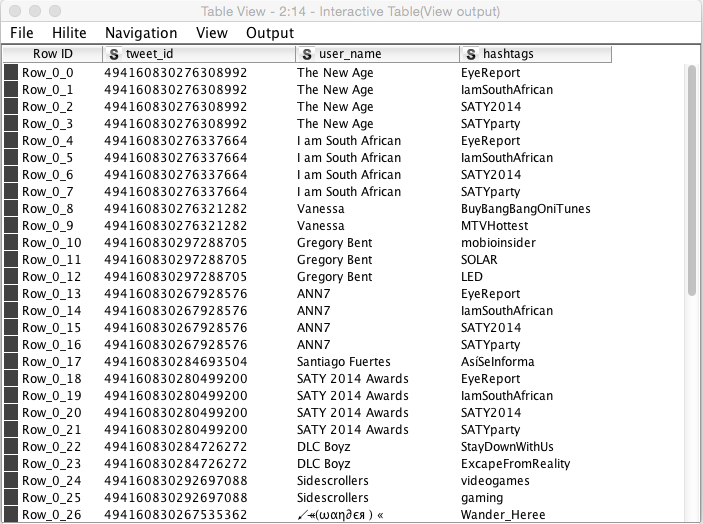 Table View - 2:14 - Interactive Table(View output)
File Hilite Navigation View Output
Row ID S tweet_id S user_name S hashtags
Row_0_0 494160830276308992 The New Age EyeReport
Row_0_1 494160830276308992 The New Age IamSouthAfrican
Row_0_2 494160830276308992 The New Age SATY2014
Row_0_3 494160830276308992 The New Age SATYparty
Row_0_4 494160830276337664 I am South African EyeReport
Row_0_5 494160830276337664 I am South African IamSouthAfrican
Row_0_6 494160830276337664 I am South African SATY2014
Row_0_7 494160830276337664 I am South African SATYparty
Row_0_8 494160830276321282 Vanessa BuyBangBangOniTunes
Row_0_9 494160830276321282 Vanessa MTVHottest
Row_0_10 494160830297288705 Gregory Bent mobioinsider
Row_0_11 494160830297288705 Gregory Bent SOLAR
Row_0_12 494160830297288705 Gregory Bent LED
Row_0_13 494160830267928576 ANN7 EyeReport
Row_0_14 494160830267928576 ANN7 IamSouthAfrican
Row_0_15 494160830267928576 ANN7 SATY2014
Row_0_16 494160830267928576 ANN7 SATYparty
Row_0_17 494160830284693504 Santiago Fuertes AsíSeInforma
Row_0_18 494160830280499200 SATY 2014 Awards EyeReport
Row_0_19 494160830280499200 SATY 2014 Awards IamSouthAfrican
Row_0_20 494160830280499200 SATY 2014 Awards SATY2014
Row_0_21 494160830280499200 SATY 2014 Awards SATYparty
Row_0_22 494160830284726272 DLC Boyz StayDownWithUs
Row_0_23 494160830284726272 DLC Boyz ExcapeFromReality
Row_0_24 494160830292697088 Sidescrollers videogames
Row_0_25 494160830292697088 Sidescrollers gaming
Row_0_26 494160830267535362 ✓↠(ωαη∂єя ) « Wander_Heree